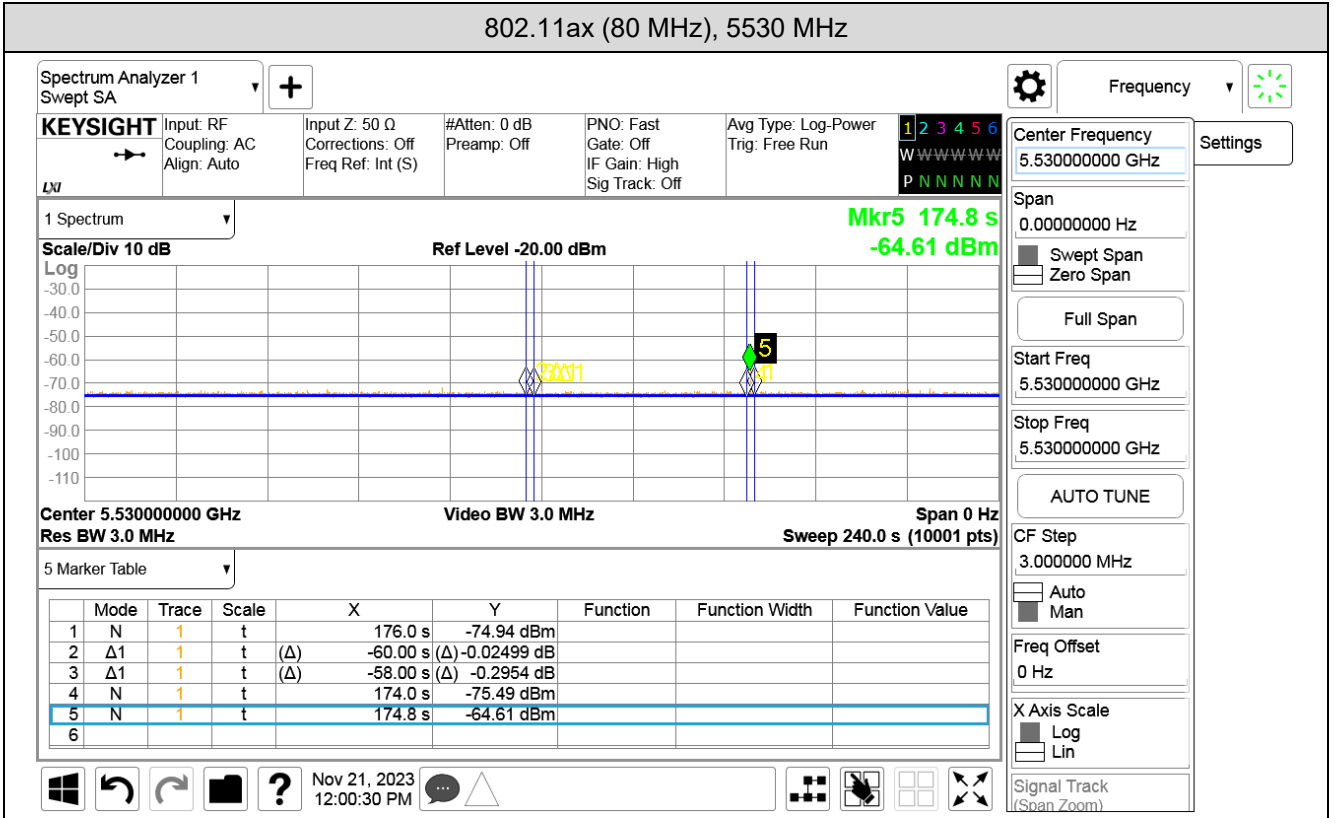 802.11ax (80 MHz), 5530 MHz
Spectrum Analyzer 1
Swept SA
Frequency
Settings
KEYSIGHT
LXI
Input: RF
Coupling: AC
Align: Auto
Input Z: 50 Ω
Corrections: Off
Freq Ref: Int (S)
#Atten: 0 dB
Preamp: Off
PNO: Fast
Gate: Off
IF Gain: High
Sig Track: Off
Avg Type: Log-Power
Trig: Free Run
1 2 3 4 5 6
W W W W W W
P N N N N N
1 Spectrum
Mkr5 174.8 s
-64.61 dBm
Scale/Div 10 dB
Ref Level -20.00 dBm
Log
-30.0
-40.0
-50.0
-60.0
-70.0
-80.0
-90.0
-100
-110
5
Center 5.530000000 GHz
Video BW 3.0 MHz
Span 0 Hz
Res BW 3.0 MHz
Sweep 240.0 s (10001 pts)
5 Marker Table
Mode Trace Scale X Y Function Function Width Function Value
1 N 1 t 176.0 s -74.94 dBm
2 Δ1 1 t (Δ) -60.00 s (Δ) -0.02499 dB
3 Δ1 1 t (Δ) -58.00 s (Δ) -0.2954 dB
4 N 1 t 174.0 s -75.49 dBm
5 N 1 t 174.8 s -64.61 dBm
6
Nov 21, 2023
12:00:30 PM
Center Frequency
5.530000000 GHz
Span
0.00000000 Hz
Swept Span
Zero Span
Full Span
Start Freq
5.530000000 GHz
Stop Freq
5.530000000 GHz
AUTO TUNE
CF Step
3.000000 MHz
Auto
Man
Freq Offset
0 Hz
X Axis Scale
Log
Lin
Signal Track
(Span Zoom)